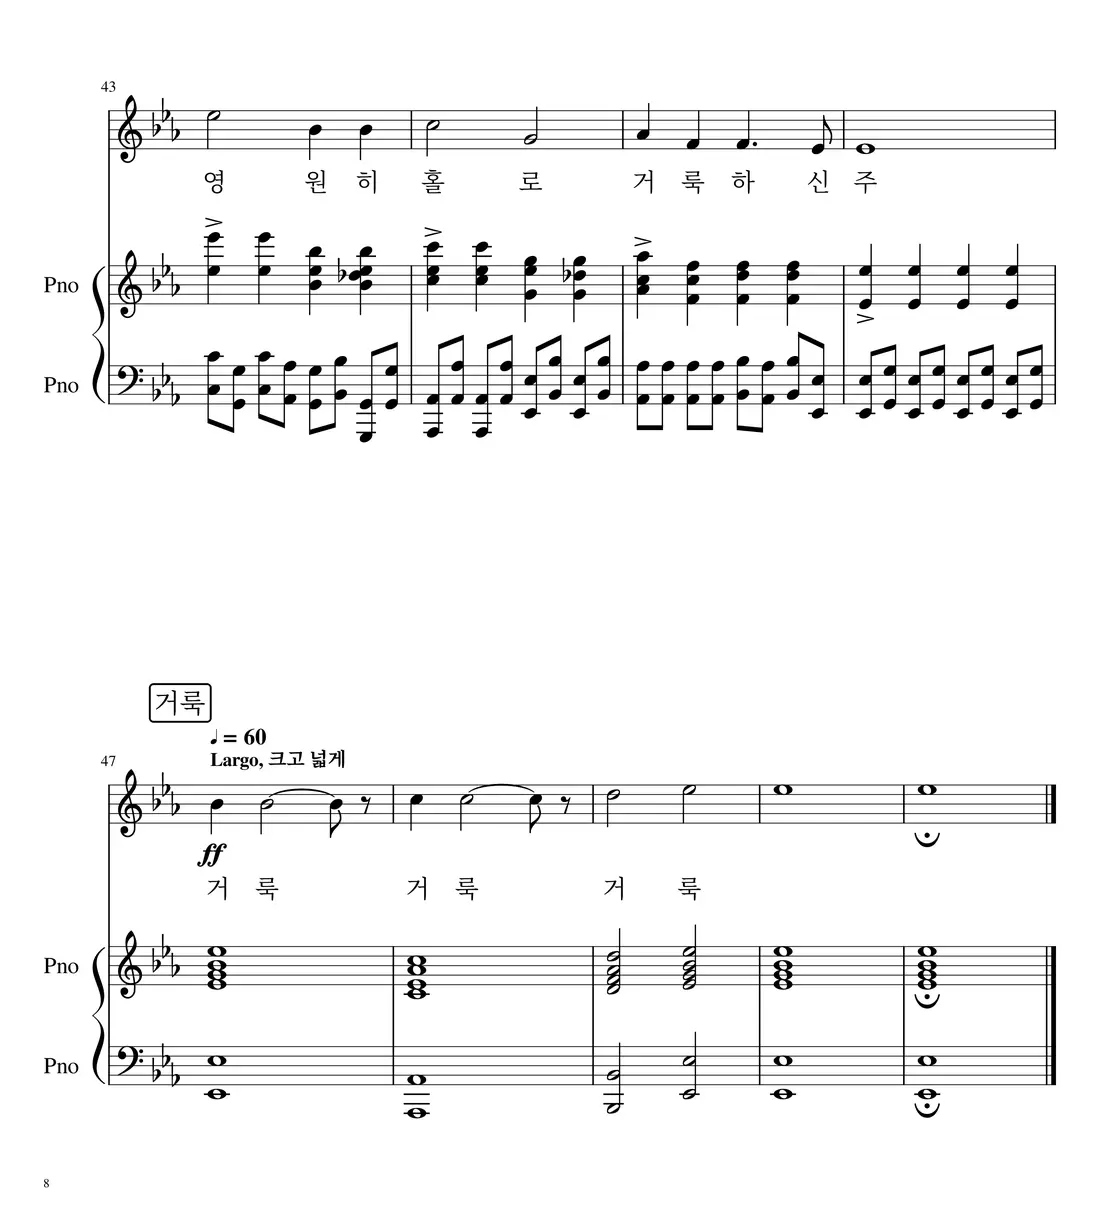 43
영 원 히 홀 로 거 룩 하 신 주
Pno
Pno
거룩
♩ = 60
47
Largo, 크고 넓게
ff
거 룩 거 룩 거 룩
Pno
Pno
8